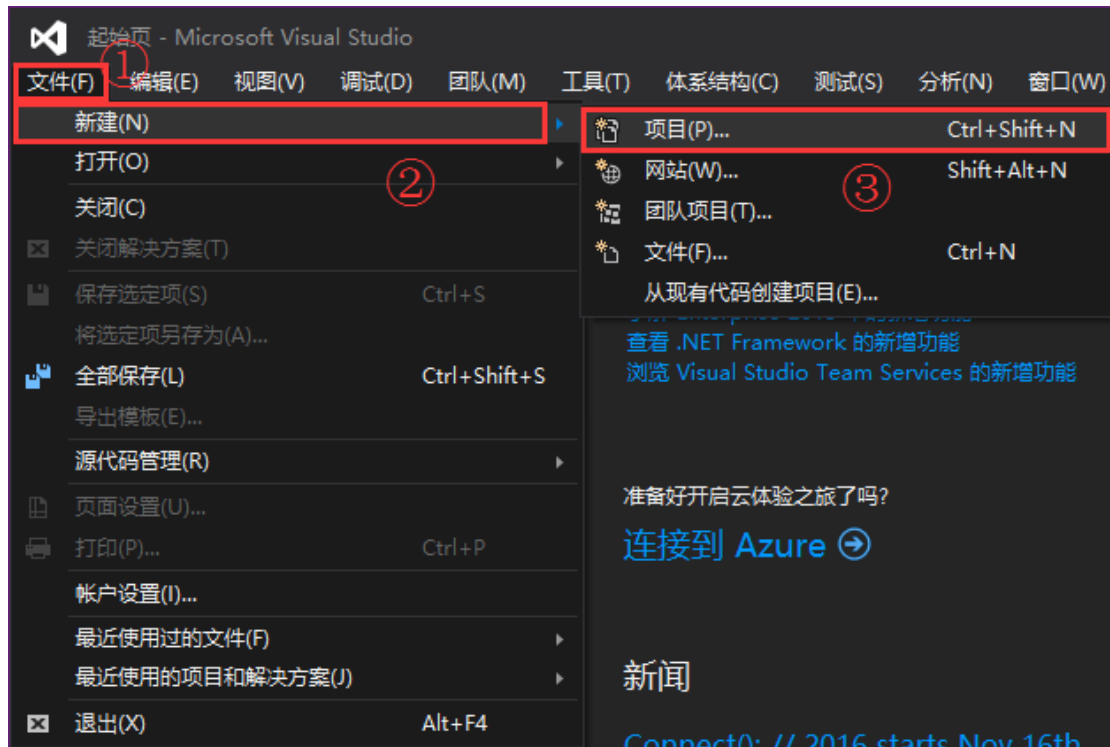 起始页 - Microsoft Visual Studio
文件(F) 编辑(E) 视图(V) 调试(D) 团队(M) 工具(T) 体系结构(C) 测试(S) 分析(N) 窗口(W)
①
新建(N)
打开(O)
②
关闭(C)
关闭解决方案(T)
保存选定项(S) Ctrl+S
将选定项另存为(A)...
全部保存(L) Ctrl+Shift+S
导出模板(E)...
源代码管理(R)
页面设置(U)...
打印(P)... Ctrl+P
帐户设置(I)...
最近使用过的文件(F)
最近使用的项目和解决方案(J)
退出(X) Alt+F4
项目(P)... Ctrl+Shift+N
网站(W)... Shift+Alt+N
③
团队项目(T)...
文件(F)... Ctrl+N
从现有代码创建项目(E)...
查看 .NET Framework 的新增功能
浏览 Visual Studio Team Services 的新增功能
准备好开启云体验之旅了吗?
连接到 Azure
新闻
Connect(); // 2016 starts Nov 16th